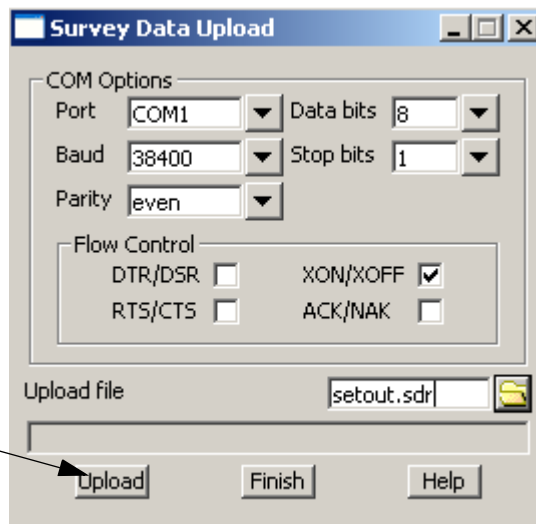 Survey Data Upload
COM Options
Port COM1 Data bits 8
Baud 38400 Stop bits 1
Parity even
Flow Control
DTR/DSR XON/XOFF
RTS/CTS ACK/NAK
Upload file setout.sdr
Upload Finish Help